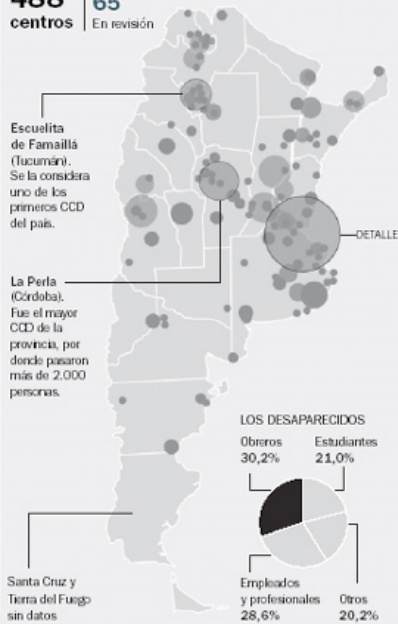 488
centros
65
En revisión
Escuelita
de Famaillá
(Tucumán).
Se la considera
uno de los
primeros CCD
del país.
DETALLE
La Perla
(Córdoba).
Fue el mayor
CCD de la
provincia, por
donde pasaron
más de 2.000
personas.
LOS DESAPARECIDOS
Obreros
30,2%
Estudiantes
21,0%
Santa Cruz y
Tierra del Fuego
sin datos
Empleados
y profesionales
28,6%
Otros
20,2%